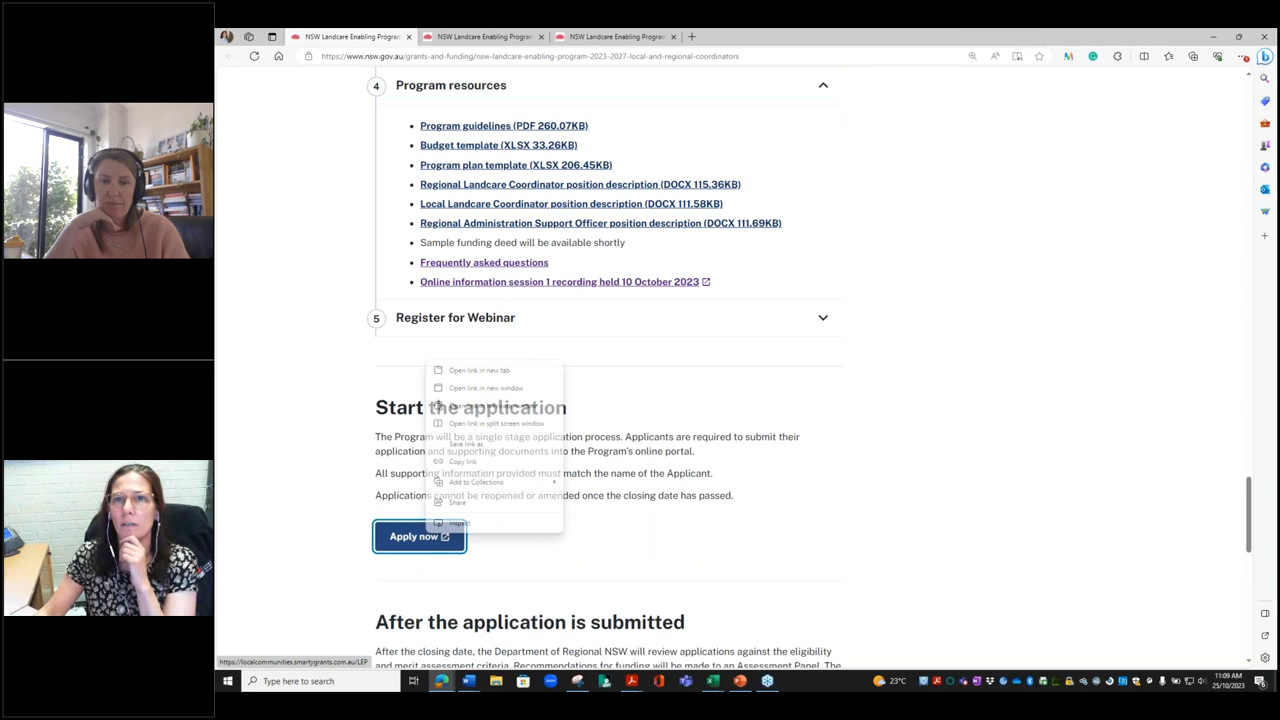 NSW Landcare Enabling Program
NSW Landcare Enabling Program
NSW Landcare Enabling Program
https://www.nsw.gov.au/grants-and-funding/nsw-landcare-enabling-program-2023-2027-local-and-regional-coordinators
4 Program resources
Program guidelines (PDF 260.07KB)
Budget template (XLSX 33.26KB)
Program plan template (XLSX 206.45KB)
Regional Landcare Coordinator position description (DOCX 115.36KB)
Local Landcare Coordinator position description (DOCX 111.58KB)
Regional Administration Support Officer position description (DOCX 111.69KB)
Sample funding deed will be available shortly
Frequently asked questions
Online information session 1 recording held 10 October 2023
5 Register for Webinar
Open link in new tab
Open link in new window
Start the application
Open link in split screen window
The Program will be a single stage application process. Applicants are required to submit their
Save link as
application and supporting documents into the Program's online portal.
Copy link
All supporting information provided must match the name of the Applicant.
Add to Collections
Applications cannot be reopened or amended once the closing date has passed.
Share
Inspect
Apply now
After the application is submitted
After the closing date, the Department of Regional NSW will review applications against the eligibility
https://localcommunities.smartygrants.com.au/LEP
and merit assessment criteria. Recommendations for funding will be made to an Assessment Panel. The
Type here to search
23°C
11:09 AM
25/10/2023